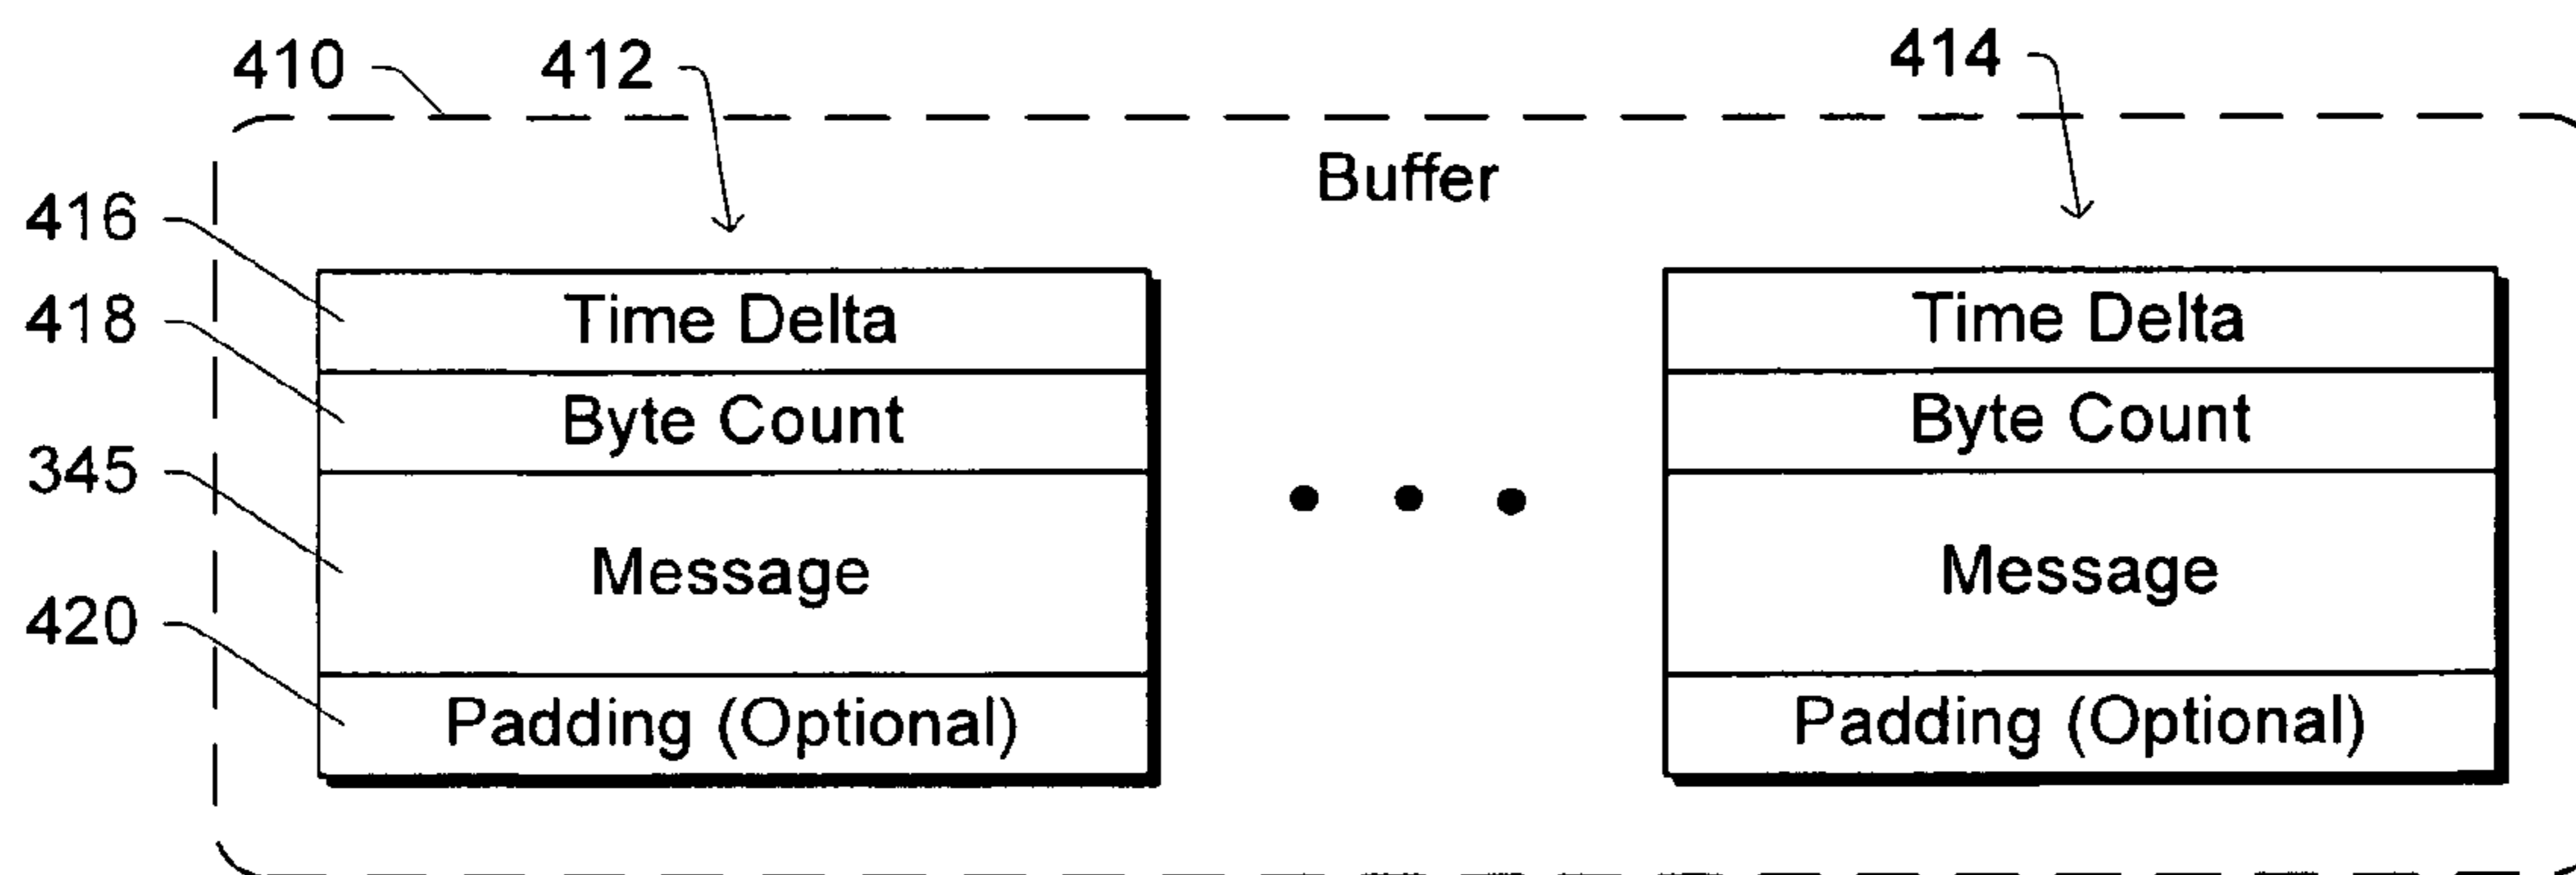 410 412 414
Buffer
416 Time Delta Time Delta
418 Byte Count Byte Count
345 Message Message
420 Padding (Optional) Padding (Optional)